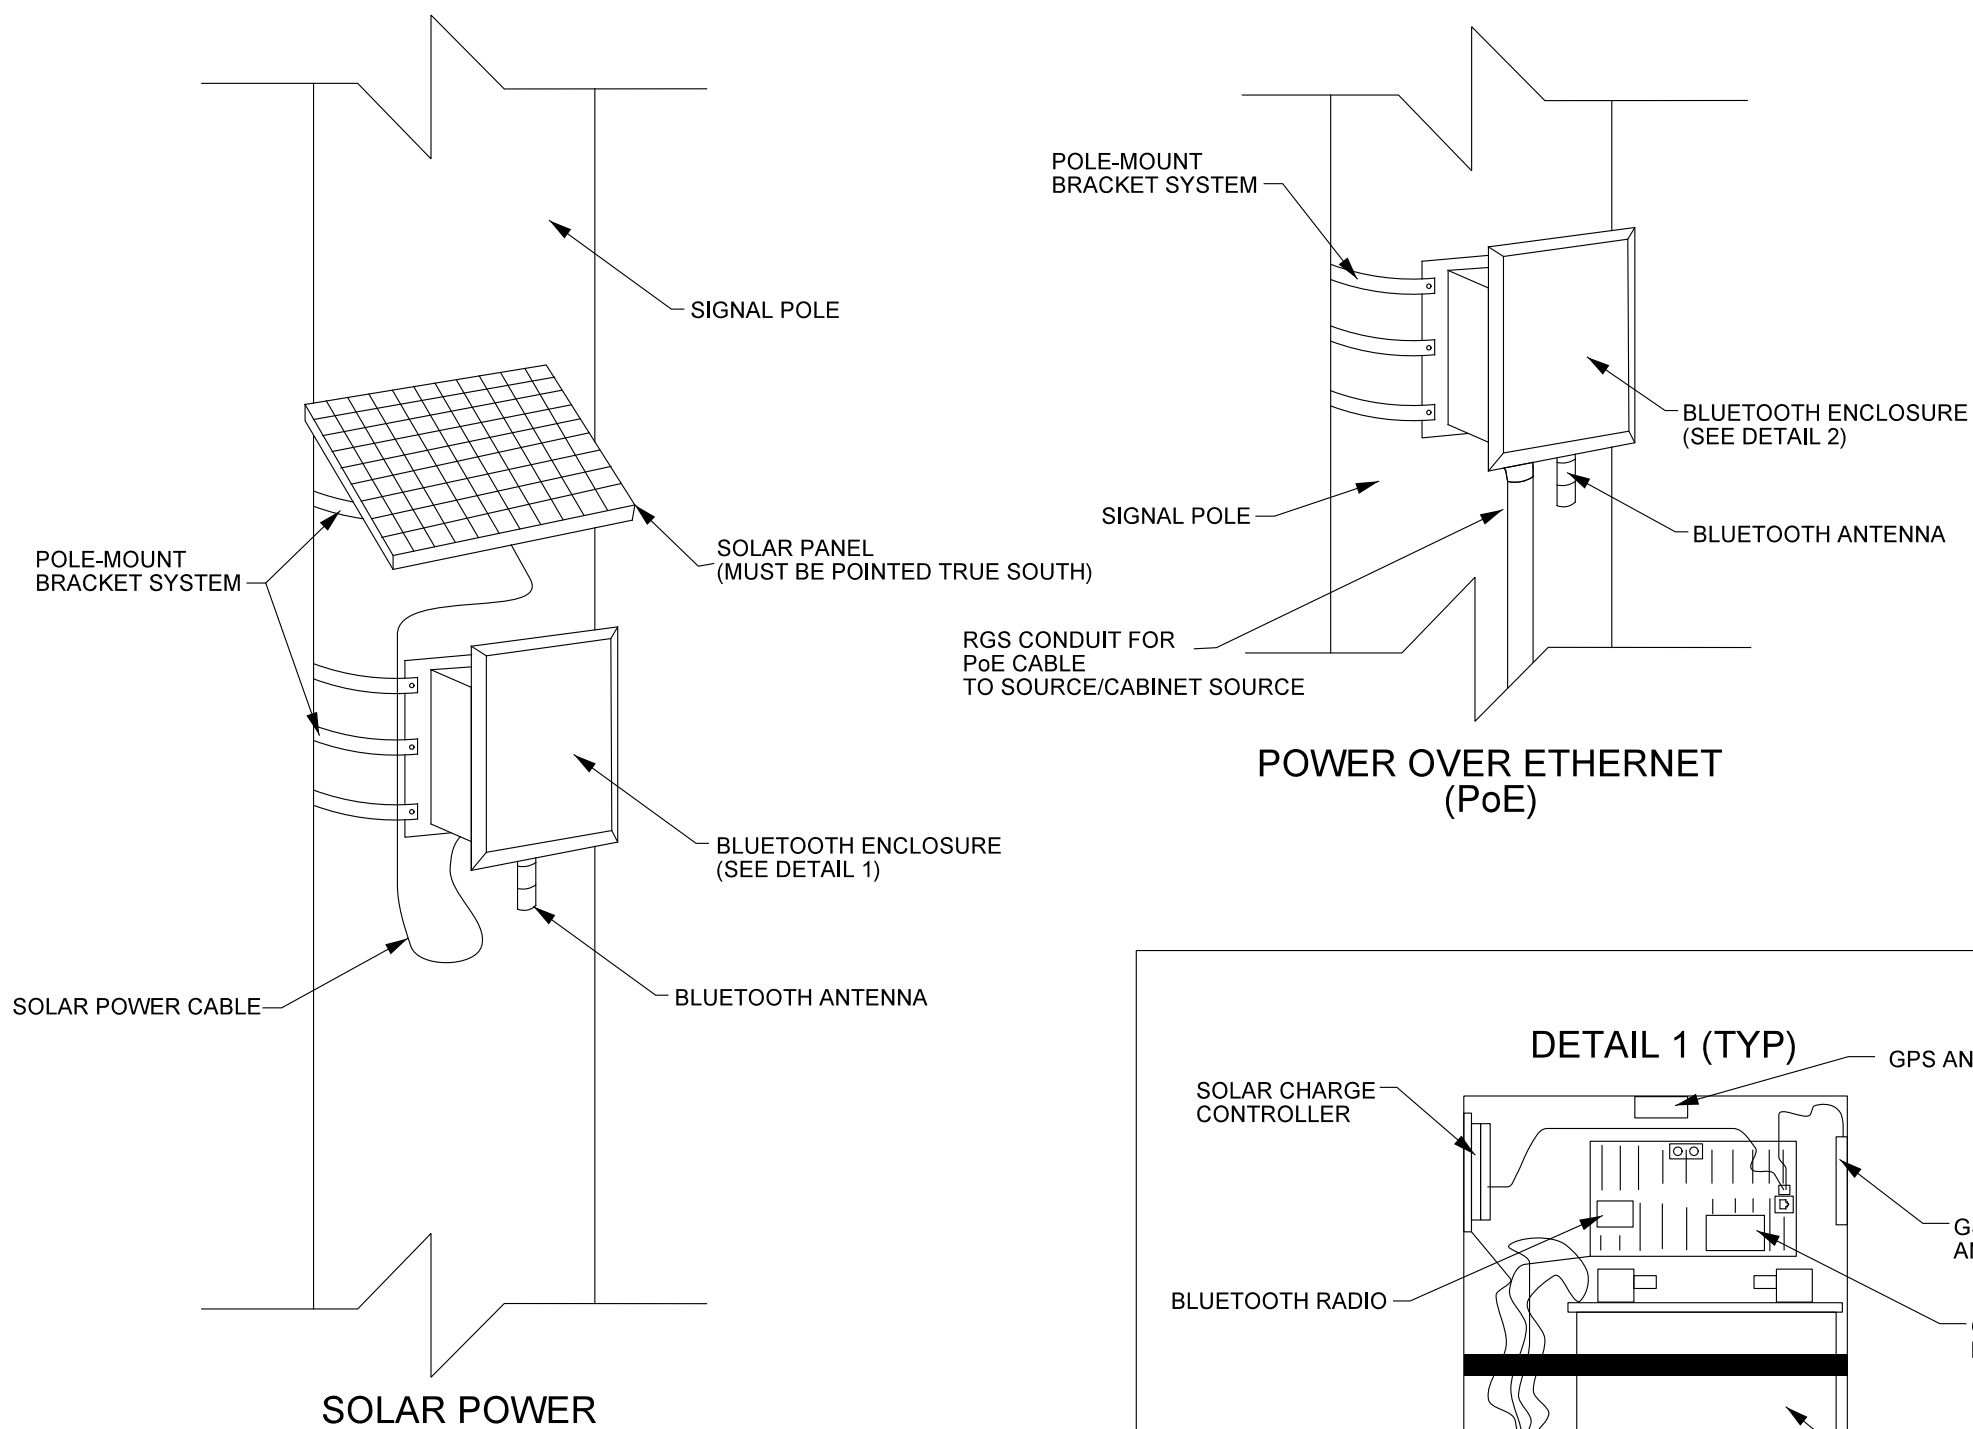 POLE-MOUNT
BRACKET SYSTEM
SIGNAL POLE
BLUETOOTH ENCLOSURE
(SEE DETAIL 2)
SIGNAL POLE
BLUETOOTH ANTENNA
POLE-MOUNT
BRACKET SYSTEM
SOLAR PANEL
(MUST BE POINTED TRUE SOUTH)
RGS CONDUIT FOR
PoE CABLE
TO SOURCE/CABINET SOURCE
POWER OVER ETHERNET
(PoE)
BLUETOOTH ENCLOSURE
(SEE DETAIL 1)
SOLAR POWER CABLE
BLUETOOTH ANTENNA
SOLAR POWER
DETAIL 1 (TYP)
GPS AN
SOLAR CHARGE
CONTROLLER
BLUETOOTH RADIO